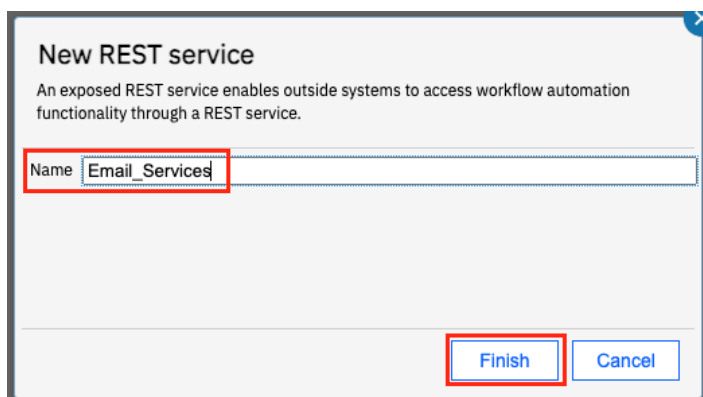 New REST service
An exposed REST service enables outside systems to access workflow automation
functionality through a REST service.
Name Email_Services
Finish Cancel